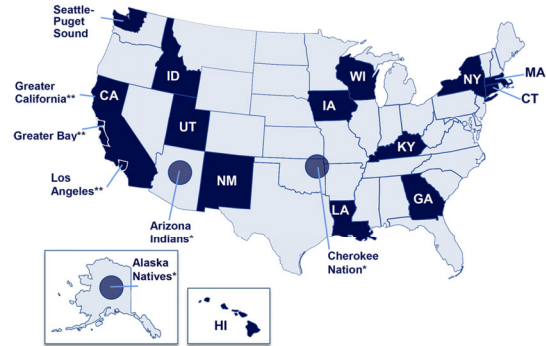 Seattle-
Puget
Sound
Greater
California**
Greater Bay**
Los
Angeles**
CA
ID
UT
NM
Arizona
Indians*
WI
IA
KY
LA
GA
NY
MA
CT
Cherokee
Nation*
Alaska
Natives*
HI